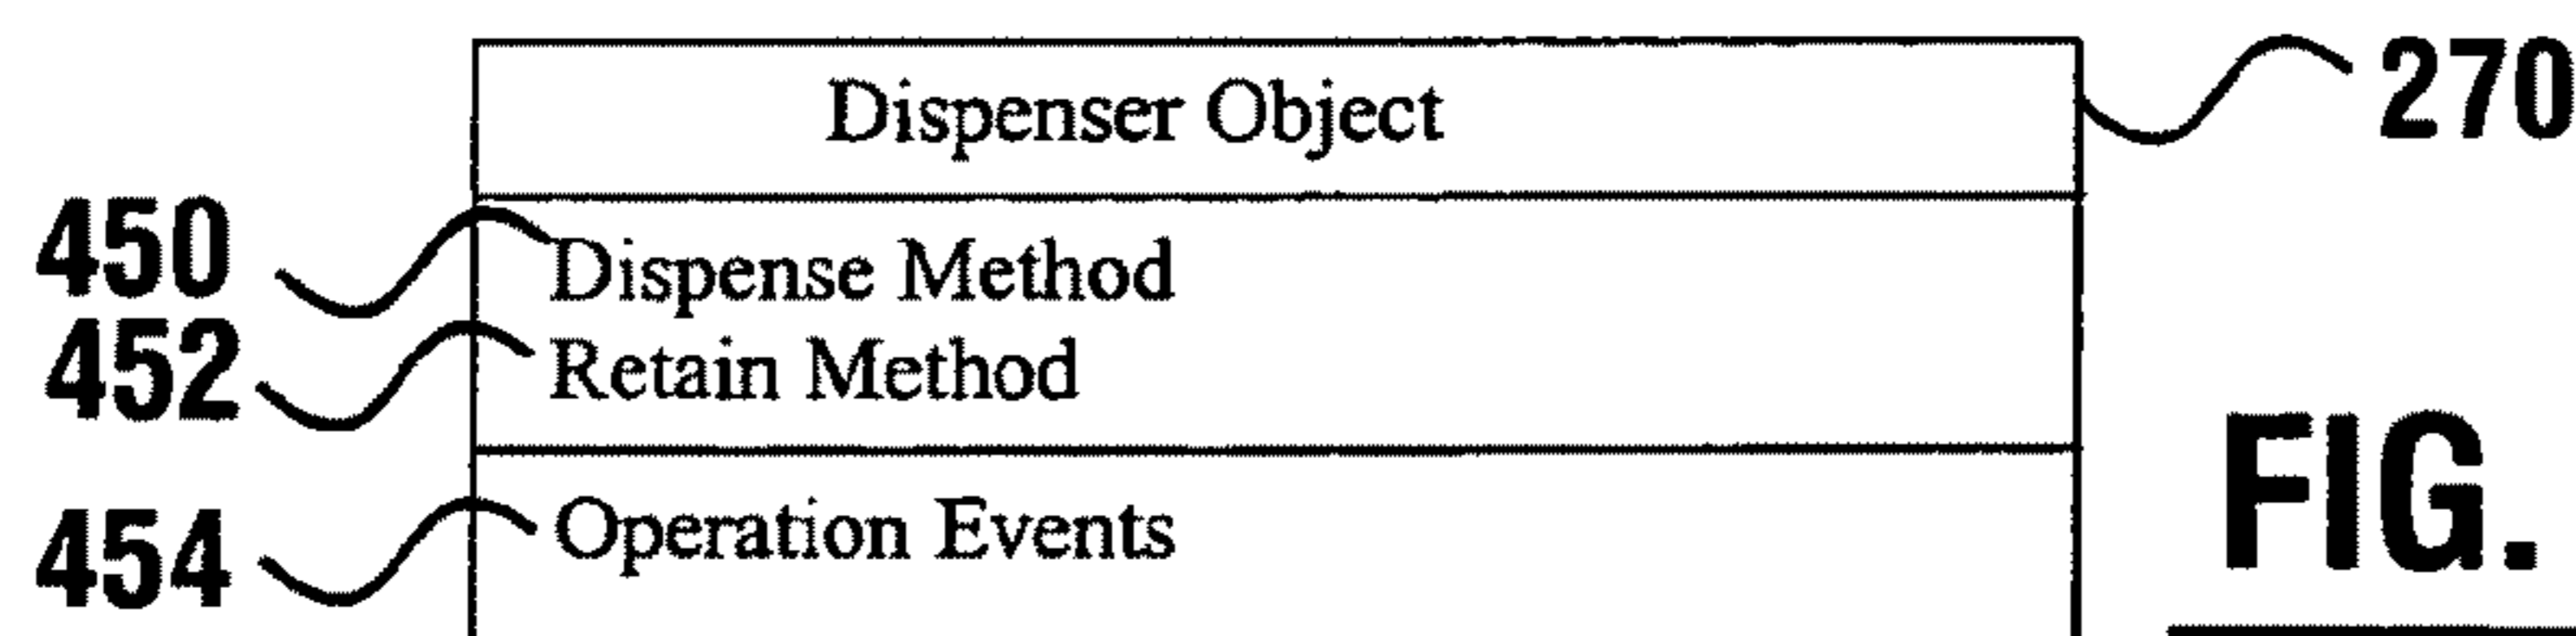 Dispenser Object 270
450 Dispense Method
452 Retain Method
454 Operation Events
FIG.